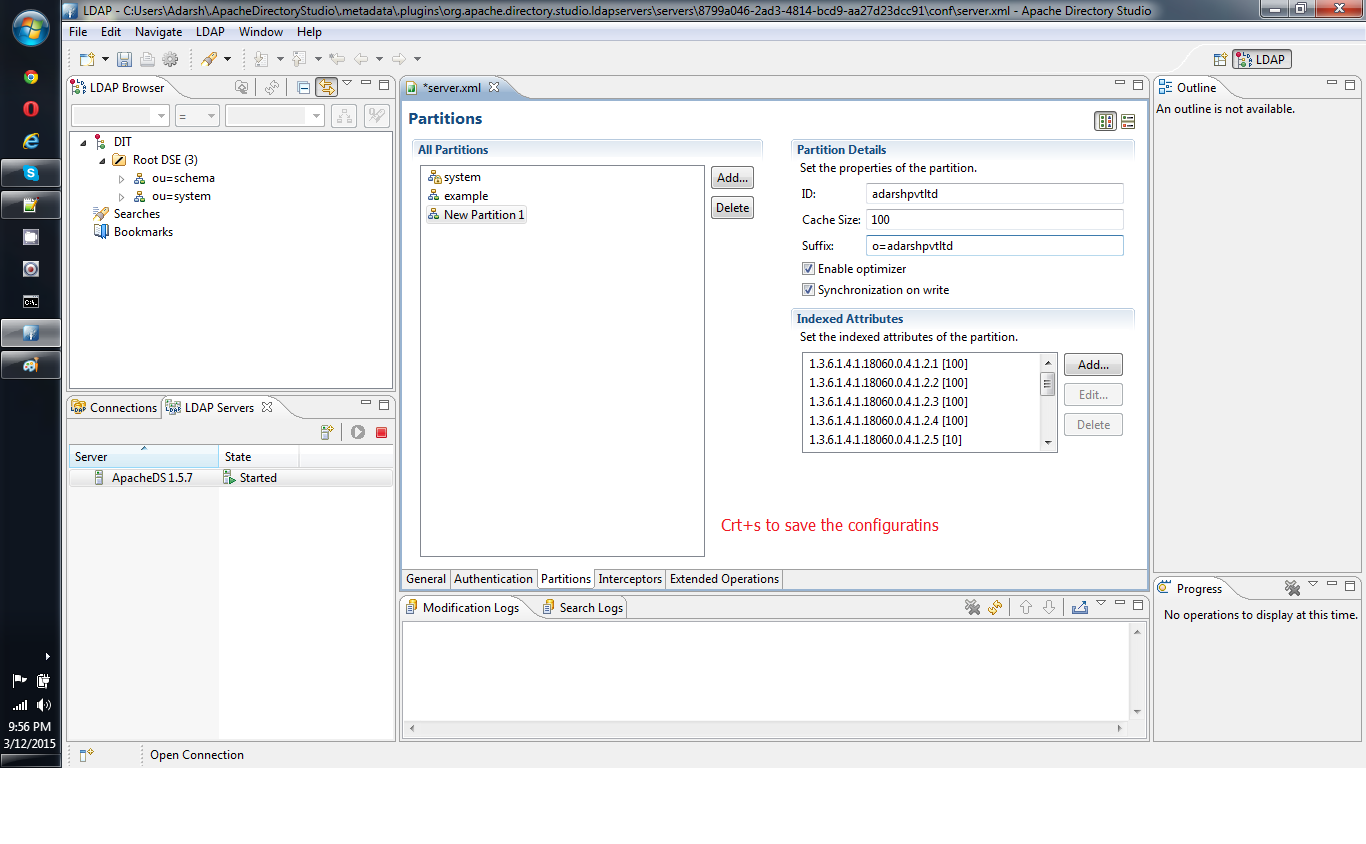 LDAP - C:\Users\Adarsh\.ApacheDirectoryStudio\.metadata\.plugins\org.apache.directory.studio.ldapservers\servers\8799a046-2ad3-4814-bcd9-aa27d23dcc91\conf\server.xml - Apache Directory Studio
File Edit Navigate LDAP Window Help
LDAP
LDAP Browser
=
DIT
Root DSE (3)
ou=schema
ou=system
Searches
Bookmarks
Connections LDAP Servers
Server State
ApacheDS 1.5.7 Started
*server.xml
Partitions
All Partitions
system
example
New Partition 1
Add...
Delete
Partition Details
Set the properties of the partition.
ID: adarshpvtltd
Cache Size: 100
Suffix: o=adarshpvtltd
Enable optimizer
Synchronization on write
Indexed Attributes
Set the indexed attributes of the partition.
1.3.6.1.4.1.18060.0.4.1.2.1 [100]
1.3.6.1.4.1.18060.0.4.1.2.2 [100]
1.3.6.1.4.1.18060.0.4.1.2.3 [100]
1.3.6.1.4.1.18060.0.4.1.2.4 [100]
1.3.6.1.4.1.18060.0.4.1.2.5 [10]
Add...
Edit...
Delete
Crt+s to save the configuratins
General Authentication Partitions Interceptors Extended Operations
Modification Logs Search Logs
Outline
An outline is not available.
Progress
No operations to display at this time.
9:56 PM
3/12/2015
Open Connection